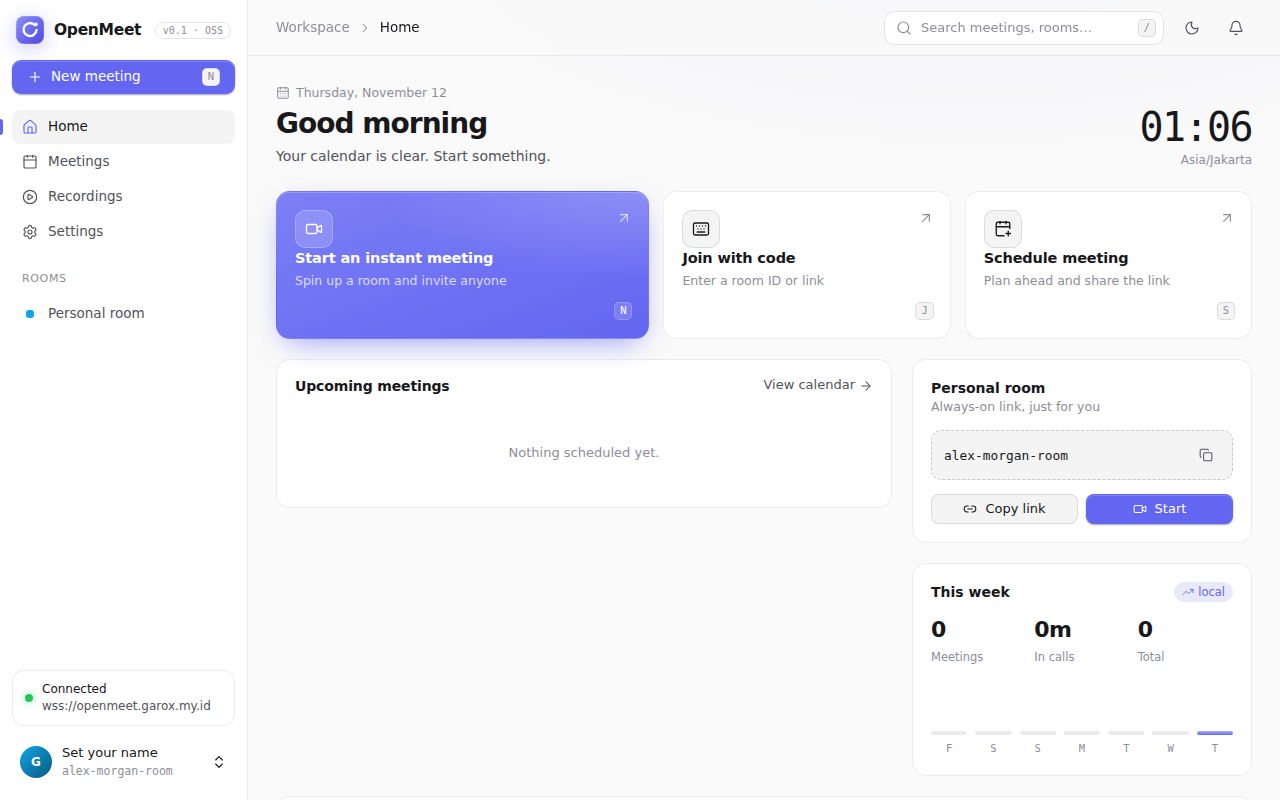 OpenMeet
v0.1 · OSS
New meeting
N
Home
Meetings
Recordings
Settings
ROOMS
Personal room
Connected
wss://openmeet.garox.my.id
G
Set your name
alex-morgan-room
Workspace
Home
Search meetings, rooms…
/
Thursday, November 12
Good morning
Your calendar is clear. Start something.
01:06
Asia/Jakarta
Start an instant meeting
Spin up a room and invite anyone
N
Join with code
Enter a room ID or link
J
Schedule meeting
Plan ahead and share the link
S
Upcoming meetings
View calendar
Nothing scheduled yet.
Personal room
Always-on link, just for you
alex-morgan-room
Copy link
Start
This week
local
0
0m
0
Meetings
In calls
Total
F S S M T W T